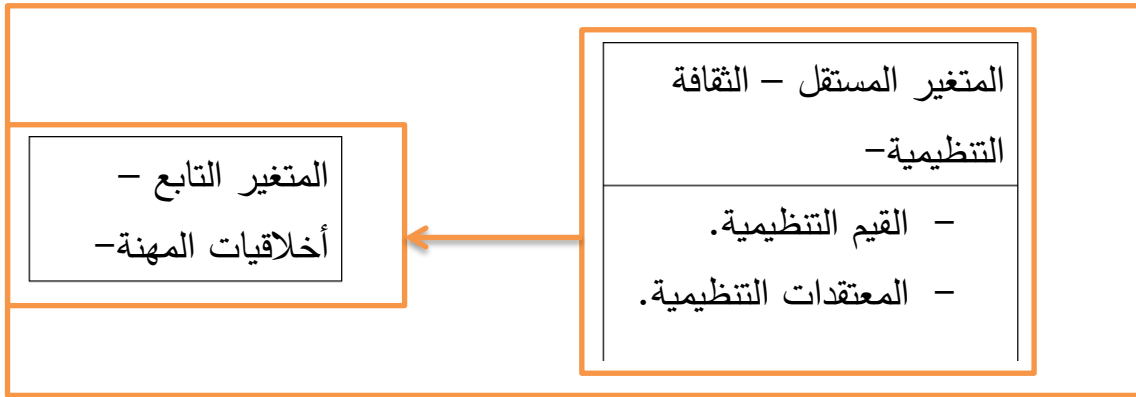 المتغير المستقل – الثقافة
التنظيمية–
– القيم التنظيمية.
– المعتقدات التنظيمية.
المتغير التابع –
أخلاقيات المهنة–